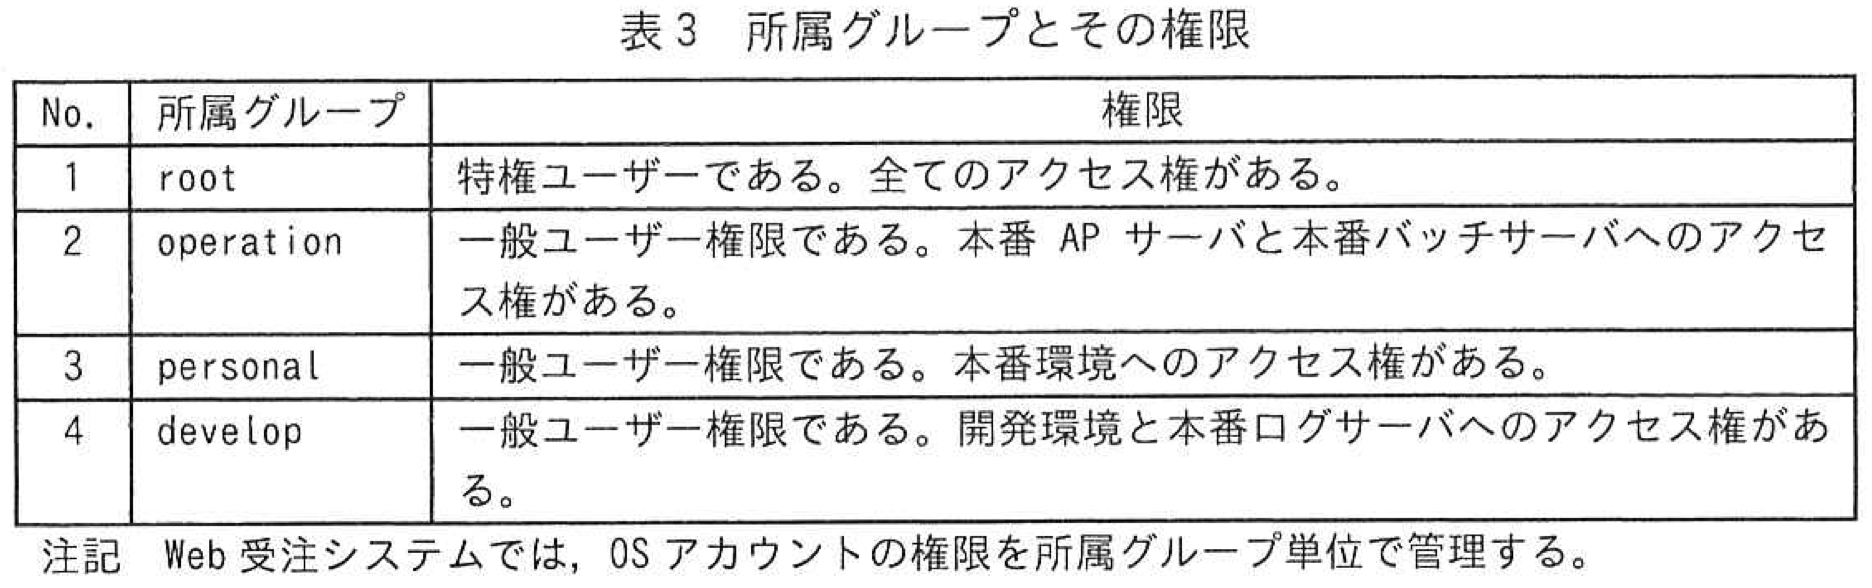 表3 所属グループとその権限
No. 所属グループ 権限
1 root 特権ユーザーである。全てのアクセス権がある。
2 operation 一般ユーザー権限である。本番 AP サーバと本番バッチサーバへのアクセ
ス権がある。
3 personal 一般ユーザー権限である。本番環境へのアクセス権がある。
4 develop 一般ユーザー権限である。開発環境と本番ログサーバへのアクセス権があ
る。
注記 Web 受注システムでは，OS アカウントの権限を所属グループ単位で管理する。